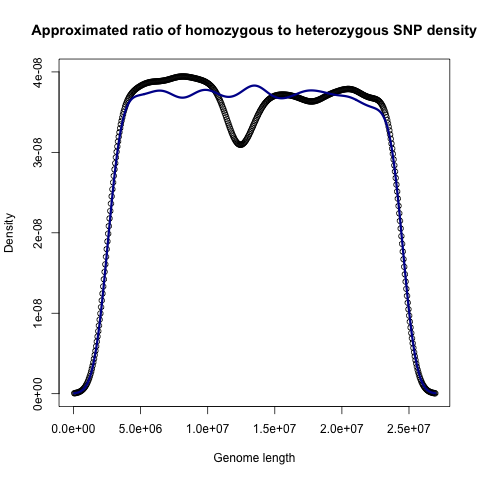 Approximated ratio of homozygous to heterozygous SNP density
4e-08
3e-08
2e-08
1e-08
0e+00
Density
0.0e+00 5.0e+06 1.0e+07 1.5e+07 2.0e+07 2.5e+07
Genome length